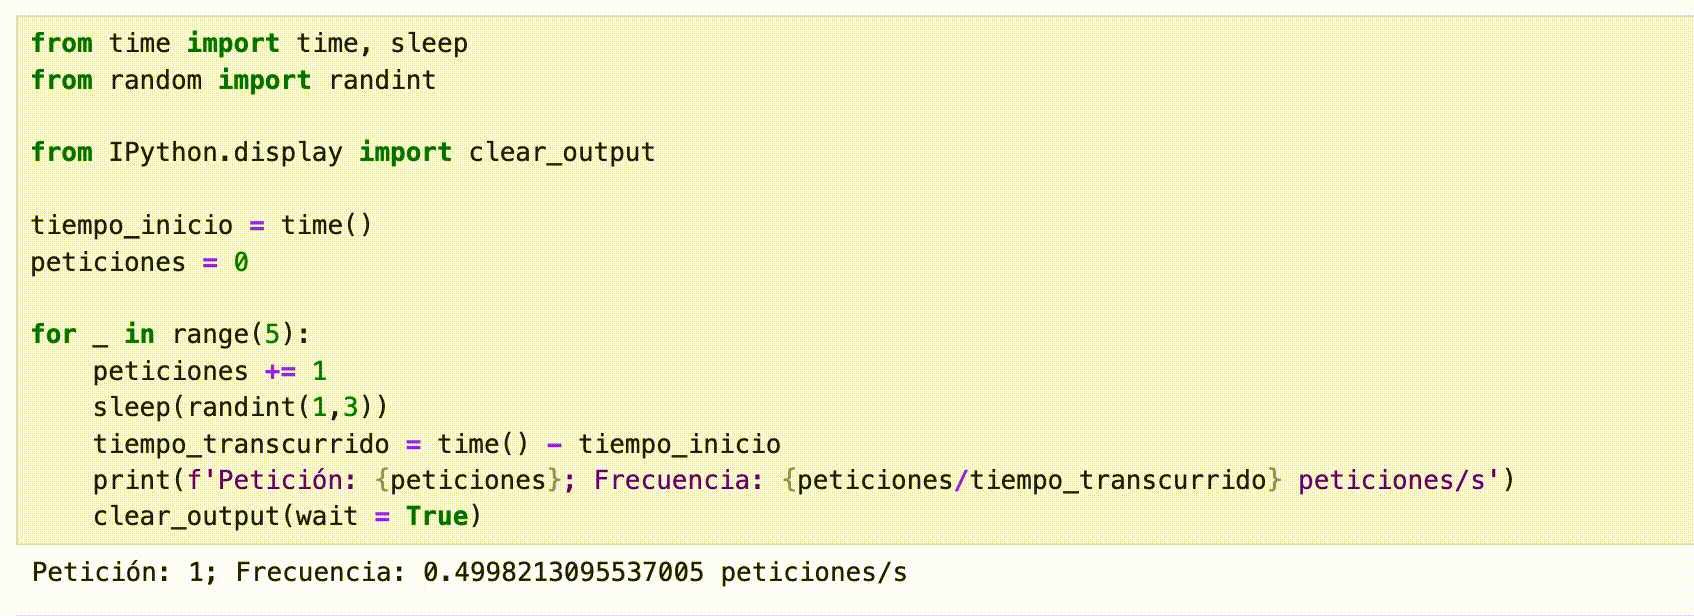 from time import time, sleep
from random import randint

from IPython.display import clear_output

tiempo_inicio = time()
peticiones = 0

for _ in range(5):
    peticiones += 1
    sleep(randint(1,3))
    tiempo_transcurrido = time() - tiempo_inicio
    print(f'Petición: {peticiones}; Frecuencia: {peticiones/tiempo_transcurrido} peticiones/s')
    clear_output(wait = True)
Petición: 1; Frecuencia: 0.4998213095537005 peticiones/s